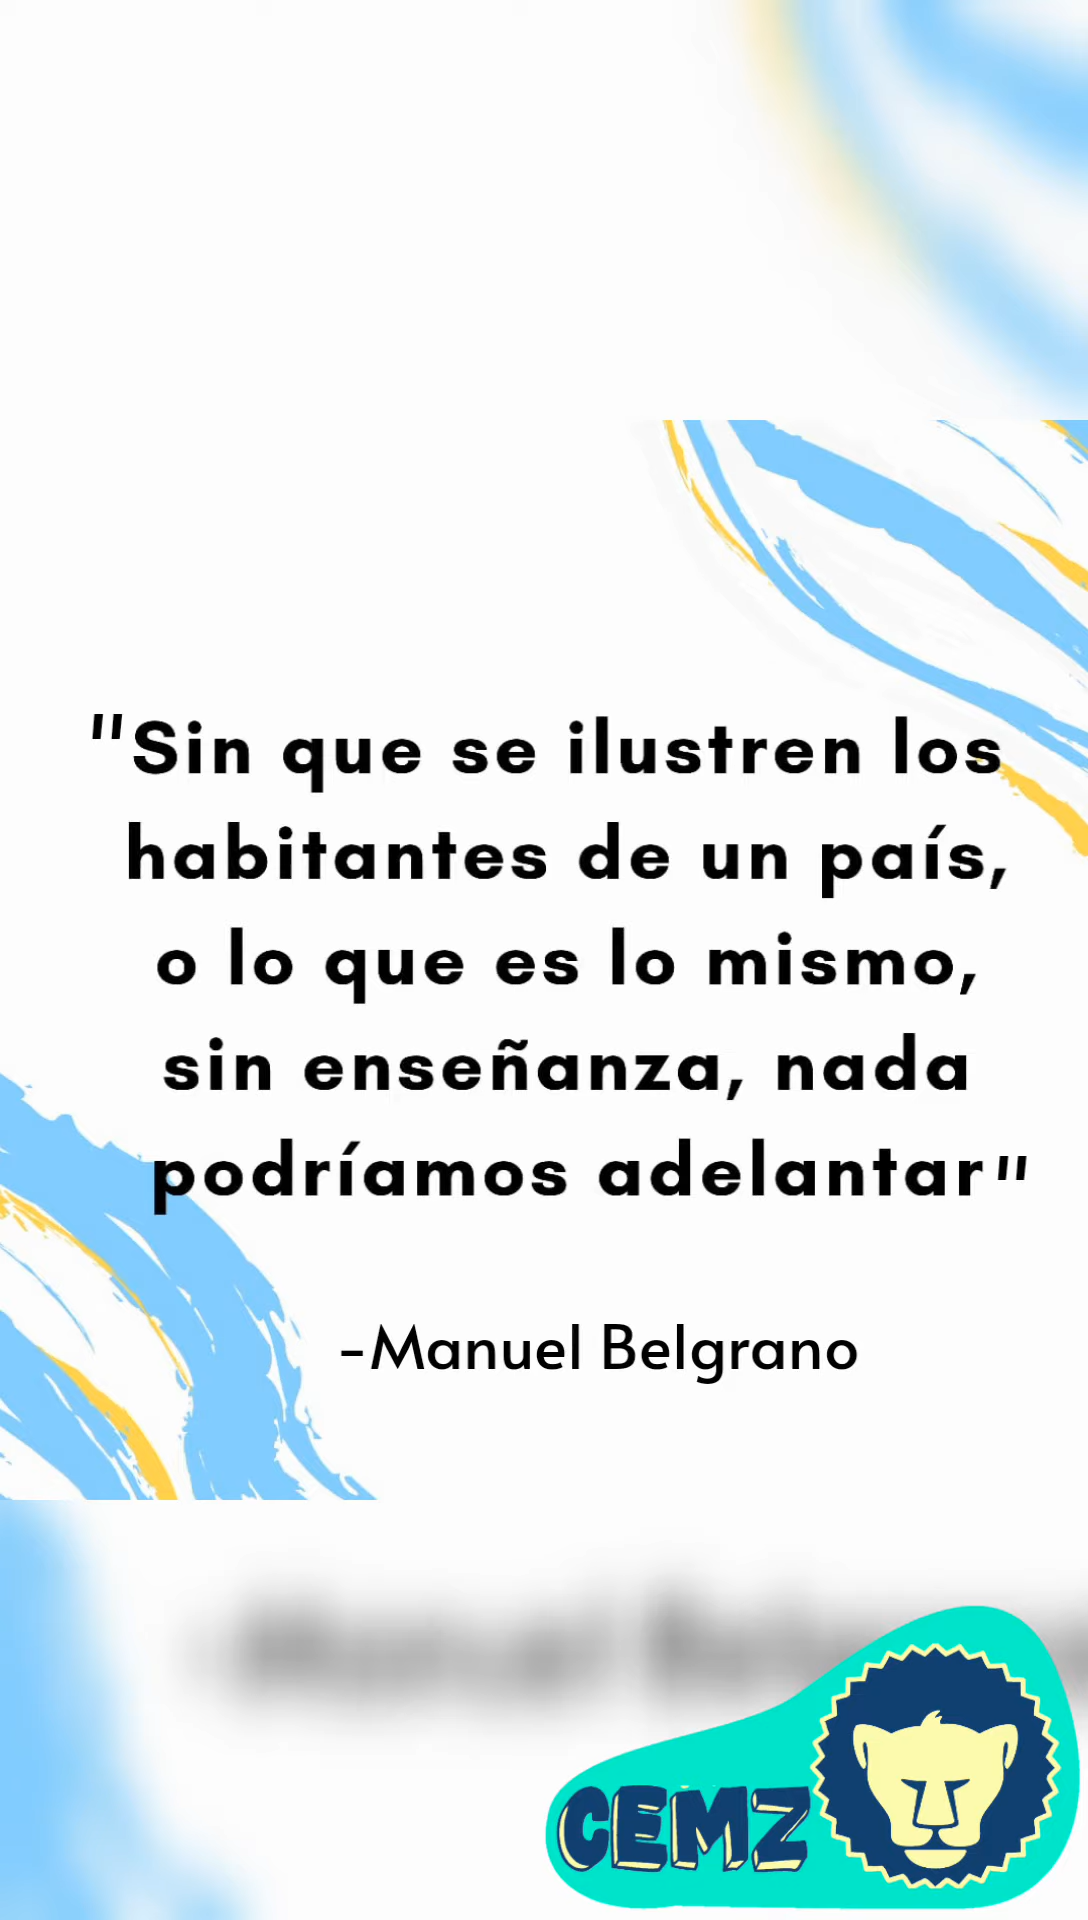 "Sin que se ilustren los
habitantes de un país,
o lo que es lo mismo,
sin enseñanza, nada
podríamos adelantar"
-Manuel Belgrano
CEMZ